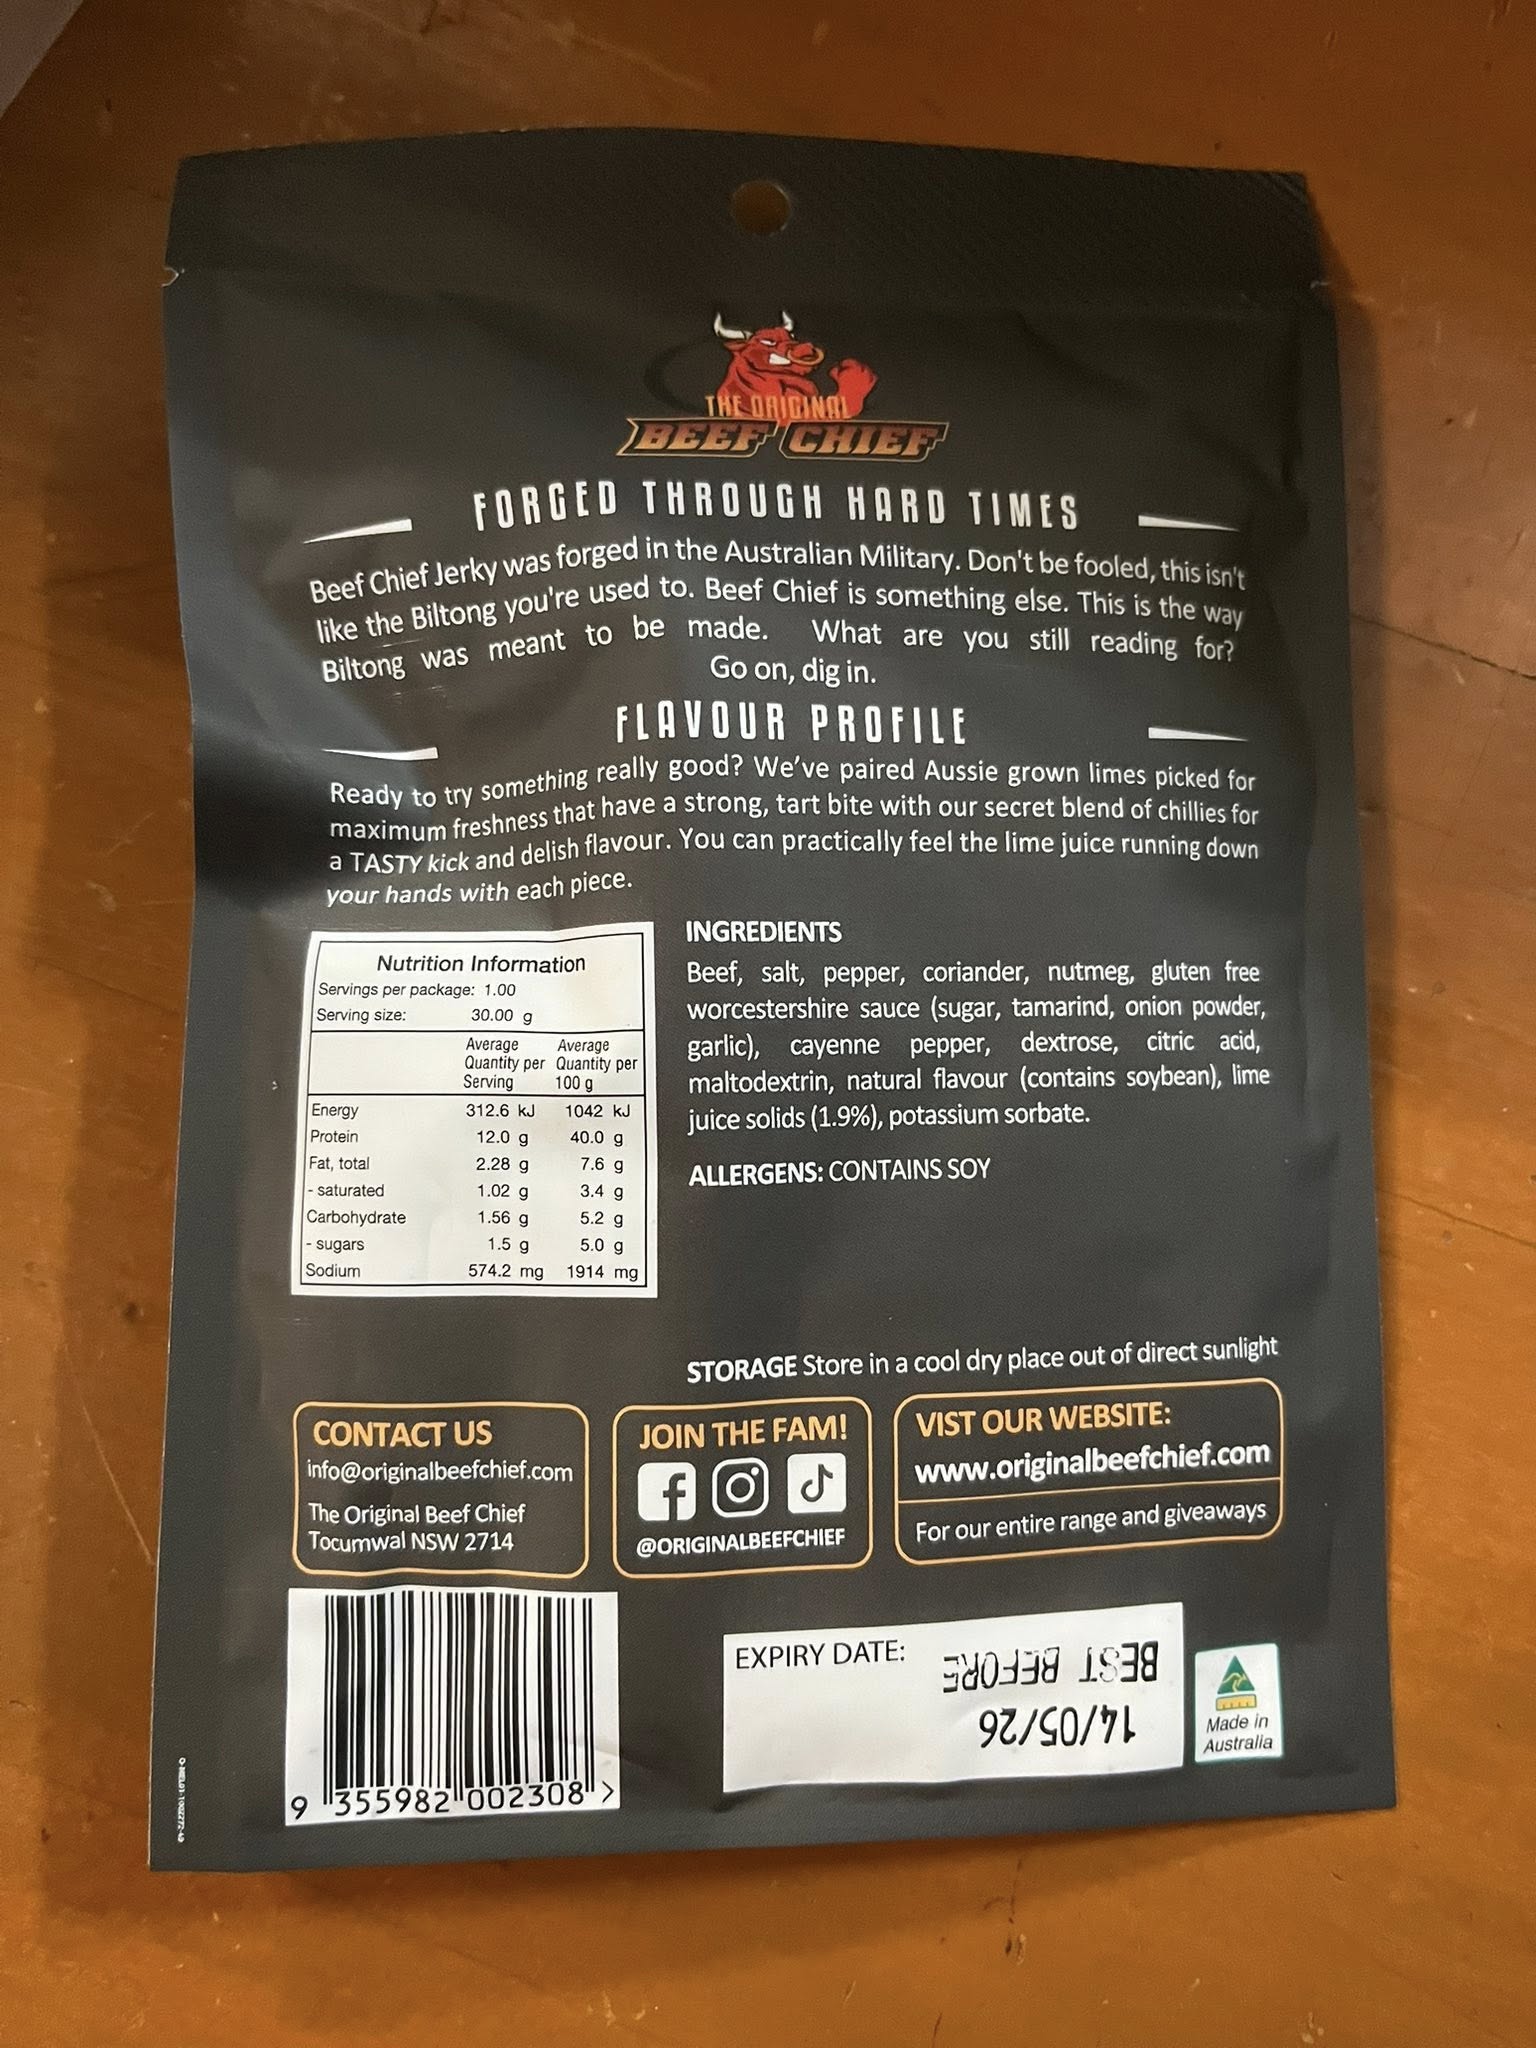 THE ORIGINAL
BEEF CHIEF
FORGED THROUGH HARD TIMES
Beef Chief Jerky was forged in the Australian Military. Don't be fooled, this isn't
like the Biltong you're used to. Beef Chief is something else. This is the way
Biltong was meant to be made. What are you still reading for?
Go on, dig in.
FLAVOUR PROFILE
Ready to try something really good? We've paired Aussie grown limes picked for
maximum freshness that have a strong, tart bite with our secret blend of chillies for
a TASTY kick and delish flavour. You can practically feel the lime juice running down
your hands with each piece.
Nutrition Information
Servings per package: 1.00
Serving size: 30.00 g
Average Average
Quantity per Quantity per
Serving 100 g
Energy 312.6 kJ 1042 kJ
Protein 12.0 g 40.0 g
Fat, total 2.28 g 7.6 g
- saturated 1.02 g 3.4 g
Carbohydrate 1.56 g 5.2 g
- sugars 1.5 g 5.0 g
Sodium 574.2 mg 1914 mg
INGREDIENTS
Beef, salt, pepper, coriander, nutmeg, gluten free
worcestershire sauce (sugar, tamarind, onion powder,
garlic), cayenne pepper, dextrose, citric acid,
maltodextrin, natural flavour (contains soybean), lime
juice solids (1.9%), potassium sorbate.
ALLERGENS: CONTAINS SOY
STORAGE Store in a cool dry place out of direct sunlight
CONTACT US
info@originalbeefchief.com
The Original Beef Chief
Tocumwal NSW 2714
JOIN THE FAM!
@ORIGINALBEEFCHIEF
VIST OUR WEBSITE:
www.originalbeefchief.com
For our entire range and giveaways
9 355982 002308 >
EXPIRY DATE:
BEST BEFORE
14/05/26
Made in
Australia